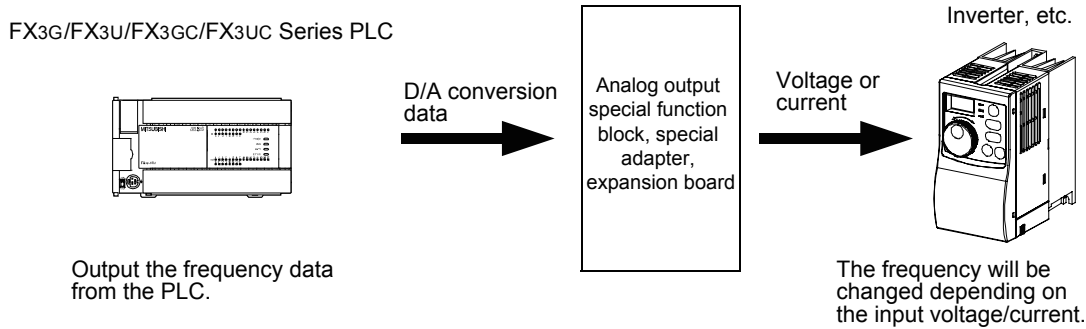 FX3G/FX3U/FX3GC/FX3UC Series PLC
D/A conversion
data
Analog output
special function
block, special
adapter,
expansion board
Voltage or
current
Inverter, etc.
MITSUBISHI
Output the frequency data
from the PLC.
The frequency will be
changed depending on
the input voltage/current.